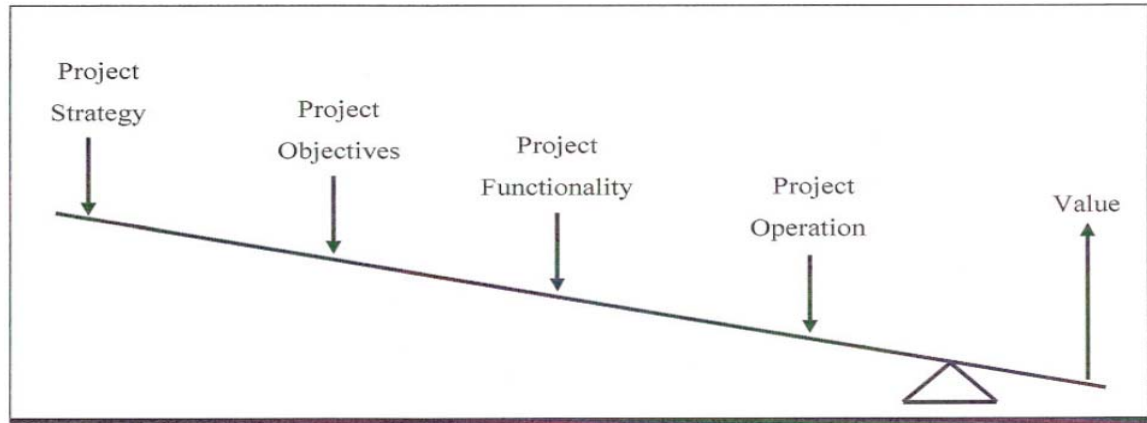 Project
Strategy
Project
Objectives
Project
Functionality
Project
Operation
Value